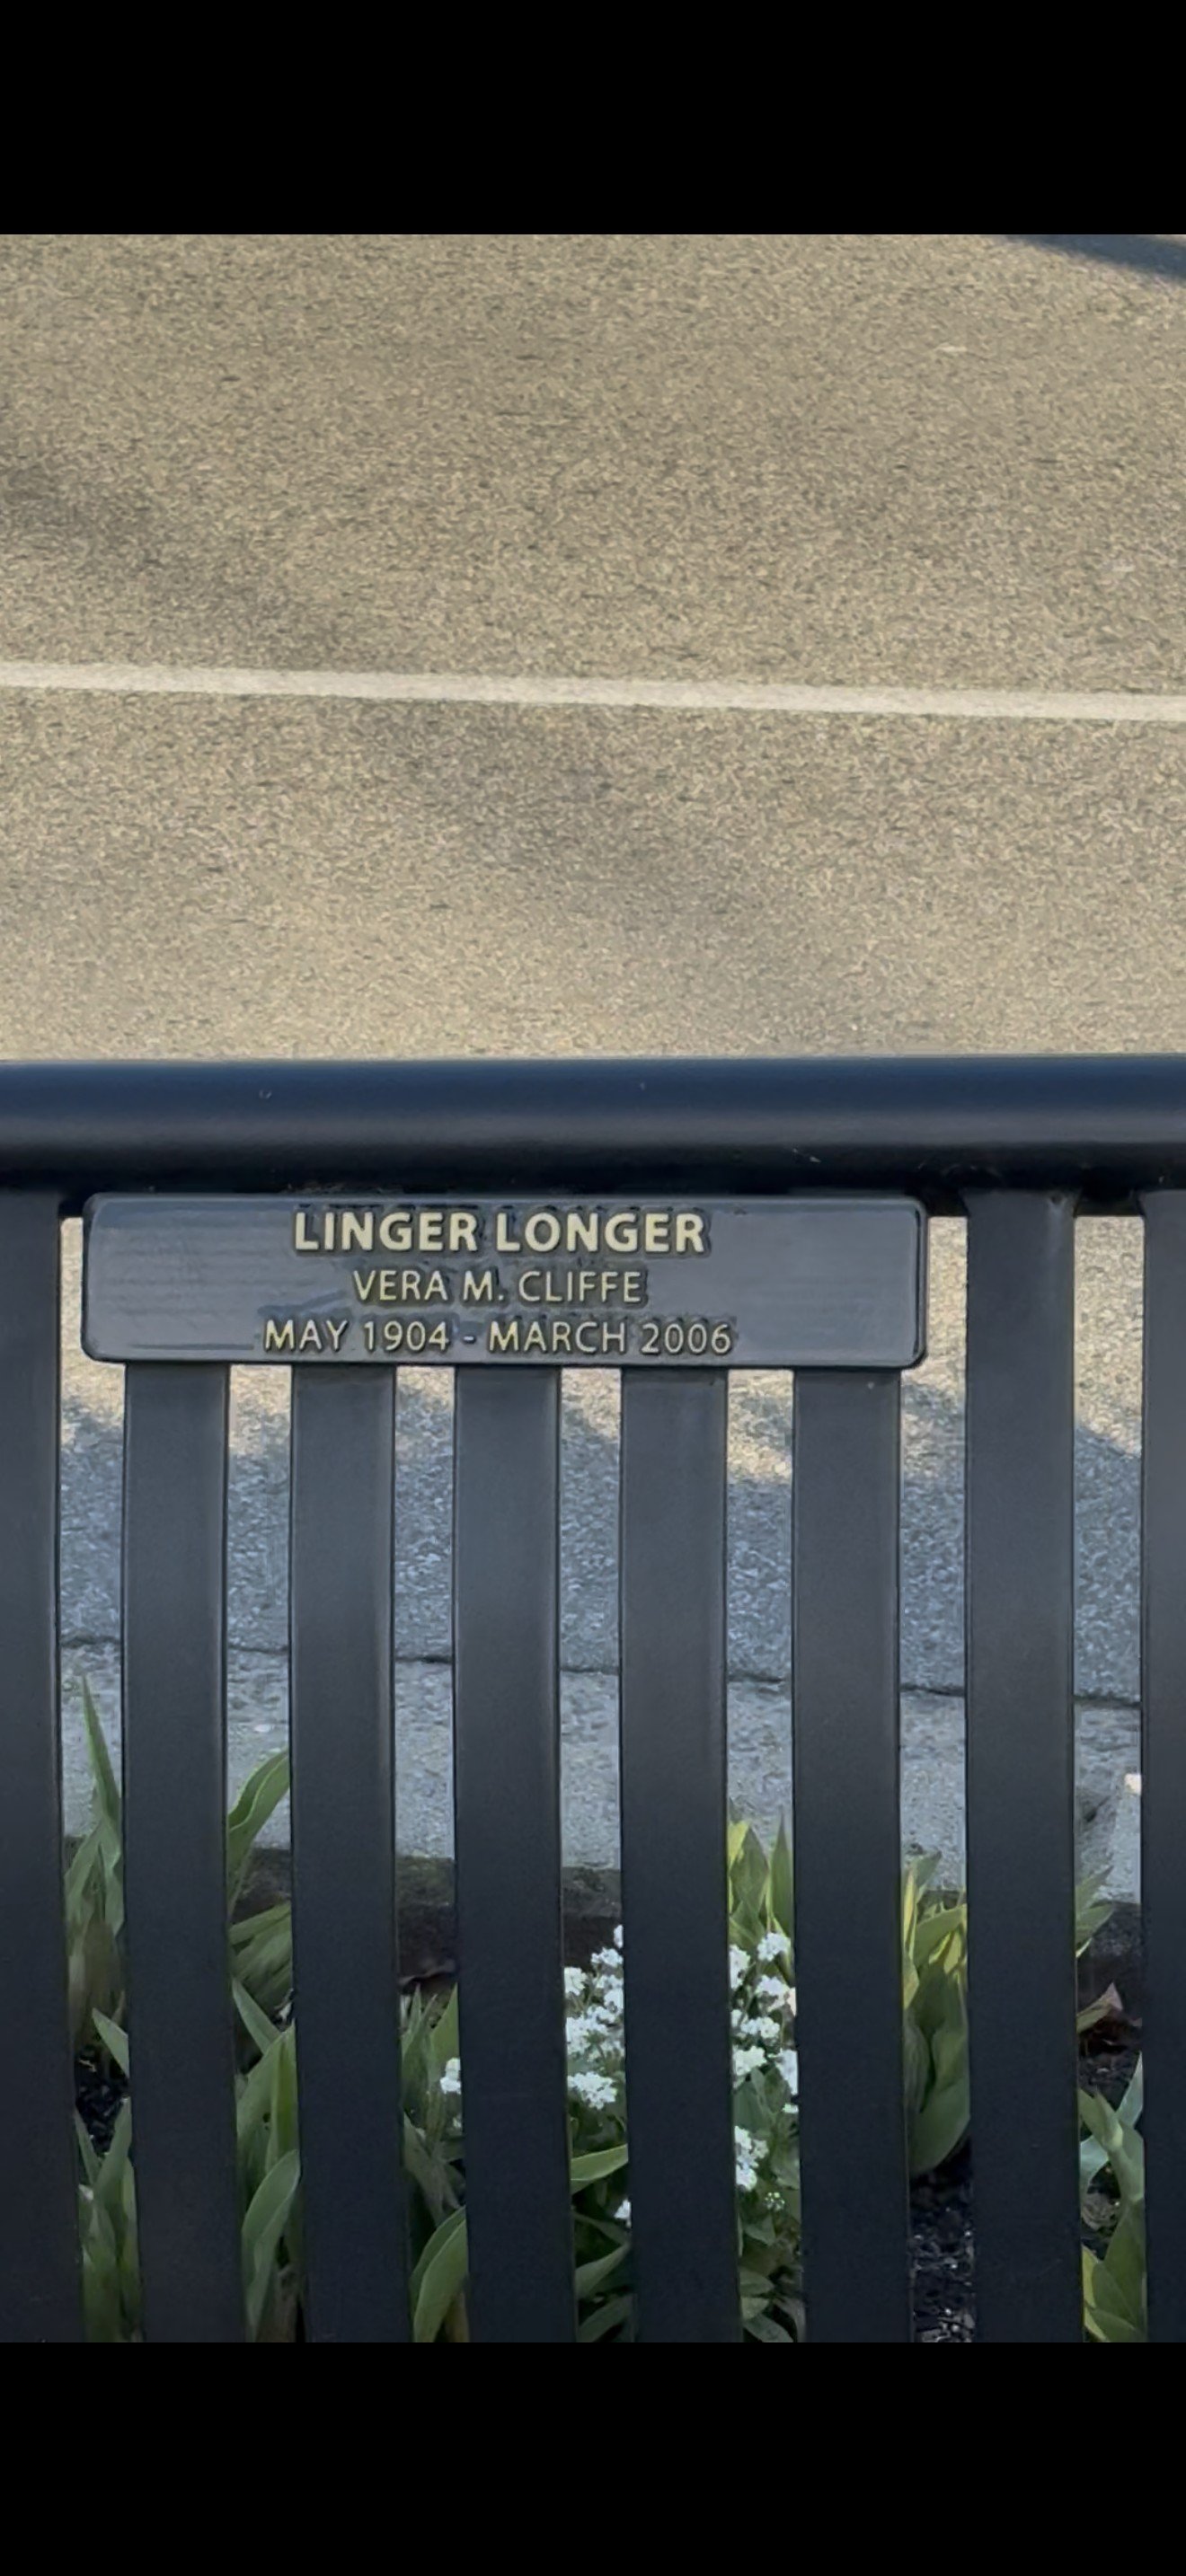 LINGER LONGER
VERA M. CLIFFE
MAY 1904 - MARCH 2006